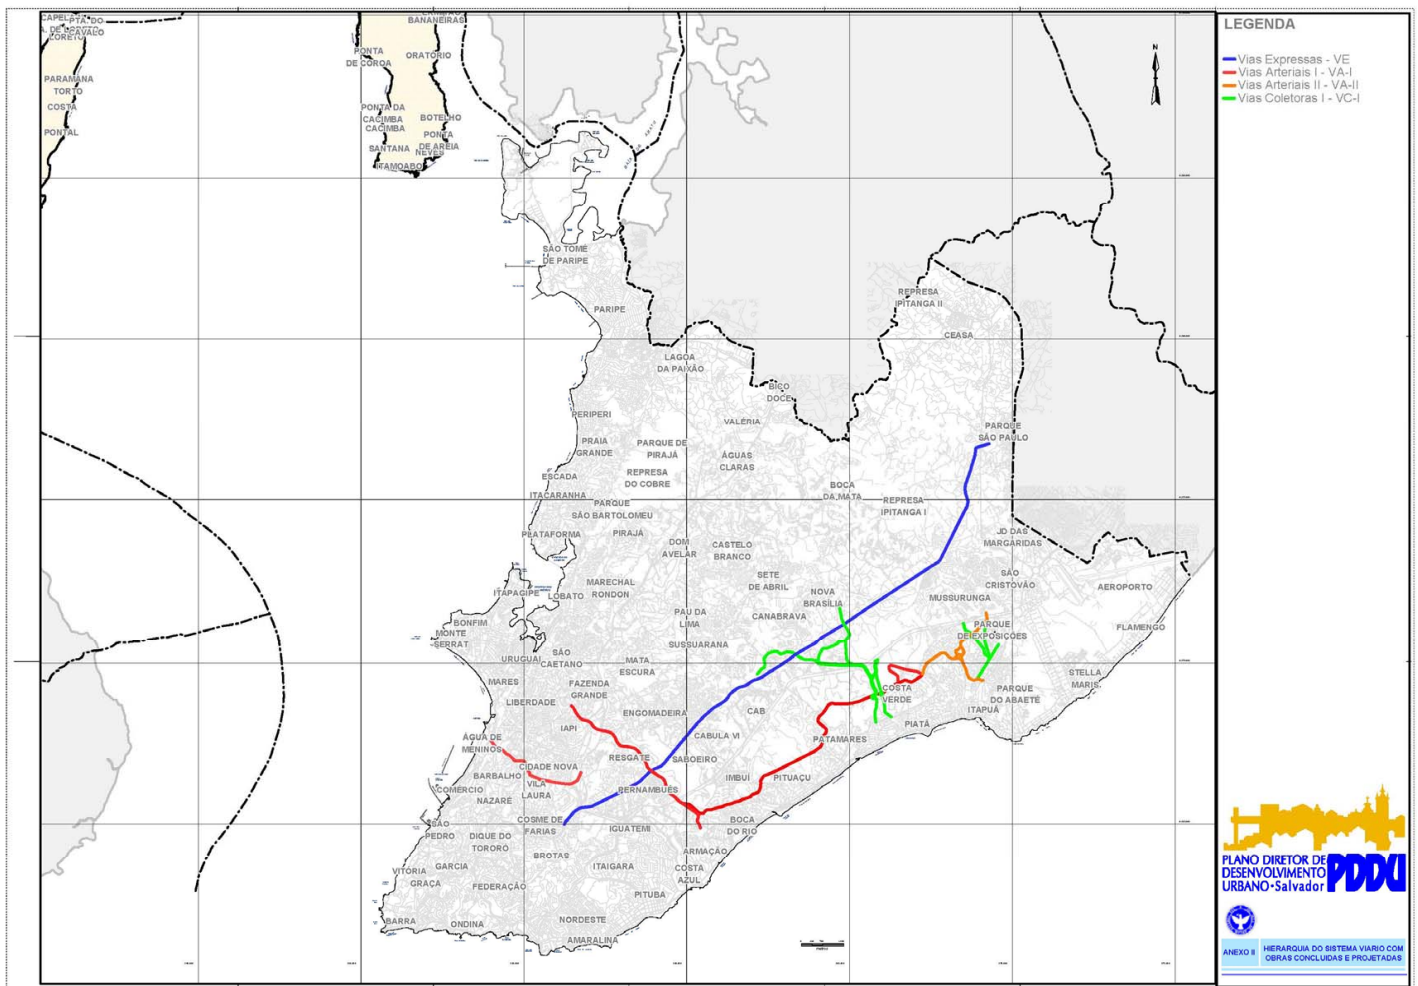 CAPELA
PTA. DO
CAVALO
LORETO
PARAMANA
TORTO
COSTA
PONTAL
BANANEIRAS
PONTA
DE COROA
ORATÓRIO
PONTA DA
CACIMBA
CACIMBA
BOTELHO
PONTA
DE AREIA
SANTANA
NEVES
ITAMOABO
SÃO TOMÉ
DE PARIPE
PARIPE
REPRESA
IPITANGA II
CEASA
LAGOA
DA PAIXÃO
BICO
DOCE
PERIPERI
VALÉRIA
PARQUE
SÃO PAULO
PRAIA
GRANDE
PARQUE DE
PIRAJÁ
ÁGUAS
CLARAS
ESCADA
REPRESA
DO COBRE
BOCA
DA MATA
ITACARANHA
PARQUE
SÃO BARTOLOMEU
REPRESA
IPITANGA I
PLATAFORMA
PIRAJÁ
DOM
AVELAR
CASTELO
BRANCO
JD DAS
MARGARIDAS
SETE
DE ABRIL
SÃO
CRISTOVÃO
MARECHAL
RONDON
AEROPORTO
ITAPAGIPE
LOBATO
NOVA
BRASÍLIA
MUSSURUNGA
BONFIM
PAU DA
LIMA
CANABRAVA
PARQUE
DE EXPOSIÇÕES
FLAMENGO
MONTE
SERRAT
SUSSUARANA
URUGUAI
SÃO
CAETANO
MATA
ESCURA
STELLA
MARIS
MARES
FAZENDA
GRANDE
COSTA
VERDE
PARQUE
DO ABAETÉ
LIBERDADE
ENGOMADEIRA
CAB
ITAPUÃ
IAPI
PIATÃ
ÁGUA DE
MENINOS
CABULA VI
PATAMARES
RESGATE
SABOEIRO
CIDADE NOVA
BARBALHO
IMBUÍ
PITUAÇU
VILA
LAURA
COMÉRCIO
PERNAMBUÉS
NAZARÉ
SÃO
PEDRO
COSME DE
FARIAS
IGUATEMI
BOCA
DO RIO
DIQUE DO
TORORÓ
ARMAÇÃO
BROTAS
VITÓRIA
GRAÇA
GARCIA
ITAIGARA
COSTA
AZUL
FEDERAÇÃO
PITUBA
BARRA
ONDINA
NORDESTE
AMARALINA
N
LEGENDA
Vias Expressas - VE
Vias Arteriais I - VA-I
Vias Arteriais II - VA-II
Vias Coletoras I - VC-I
PLANO DIRETOR DE
DESENVOLVIMENTO
URBANO•Salvador
PDDU
ANEXO II
HIERARQUIA DO SISTEMA VIARIO COM
OBRAS CONCLUIDAS E PROJETADAS